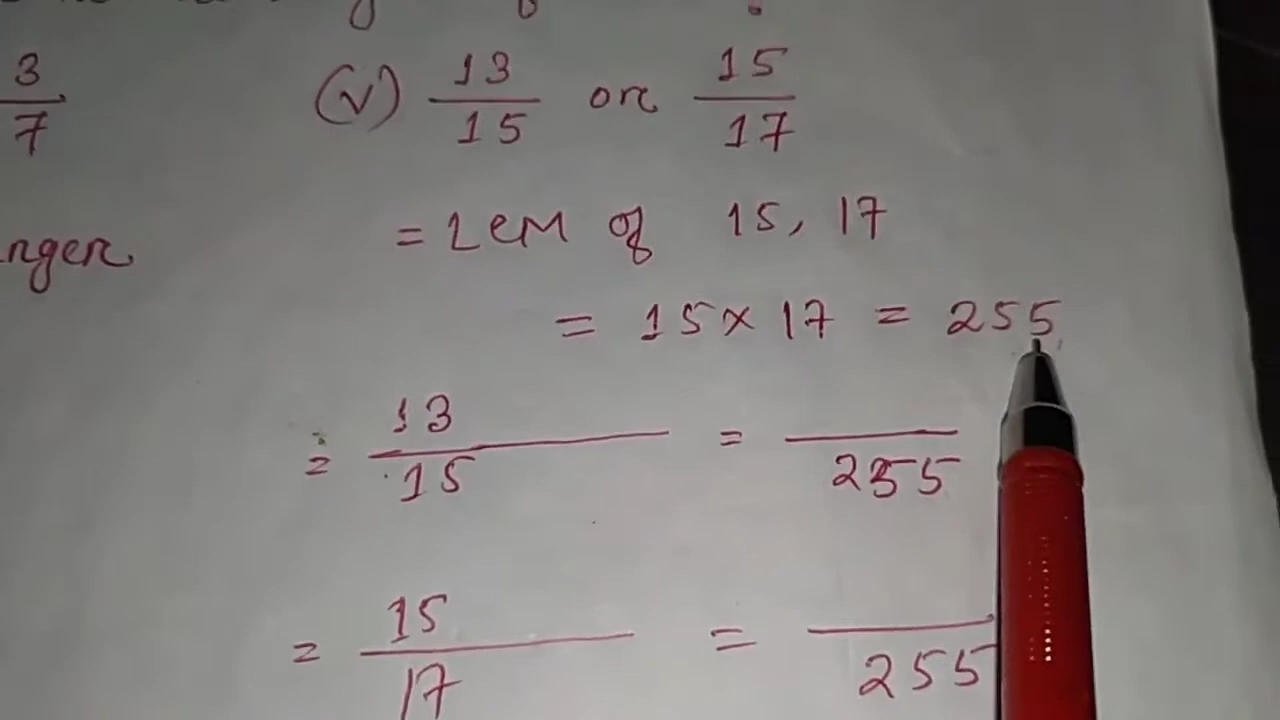 3/7
(v) 13/15 or 15/17
nger
= LCM of 15, 17
= 15 × 17 = 255
= 13/15 = /255
= 15/17 = /255